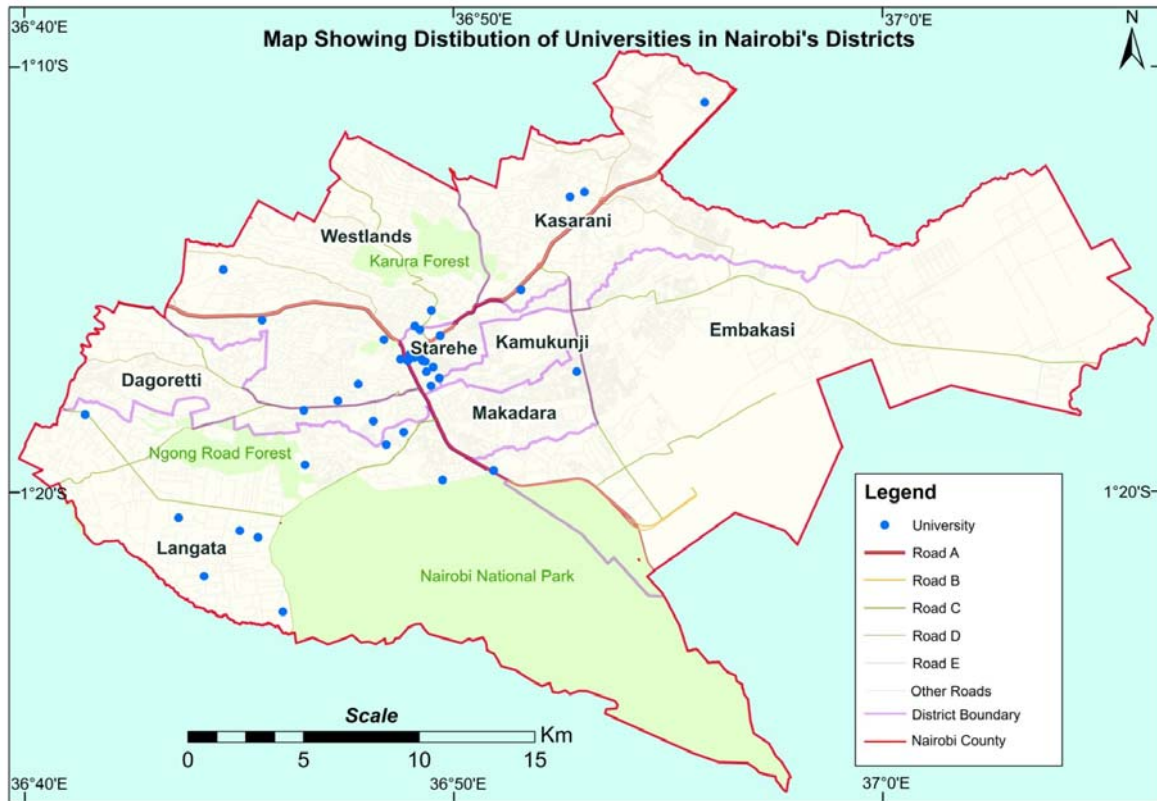 36°40'E
36°50'E
37°0'E
N
Map Showing Distibution of Universities in Nairobi's Districts
1°10'S
Kasarani
Westlands
Karura Forest
Embakasi
Kamukunji
Starehe
Dagoretti
Makadara
Ngong Road Forest
1°20'S
1°20'S
Langata
Nairobi National Park
Legend
University
Road A
Road B
Road C
Road D
Road E
Other Roads
District Boundary
Nairobi County
Scale
Km
0 5 10 15
36°40'E
36°50'E
37°0'E